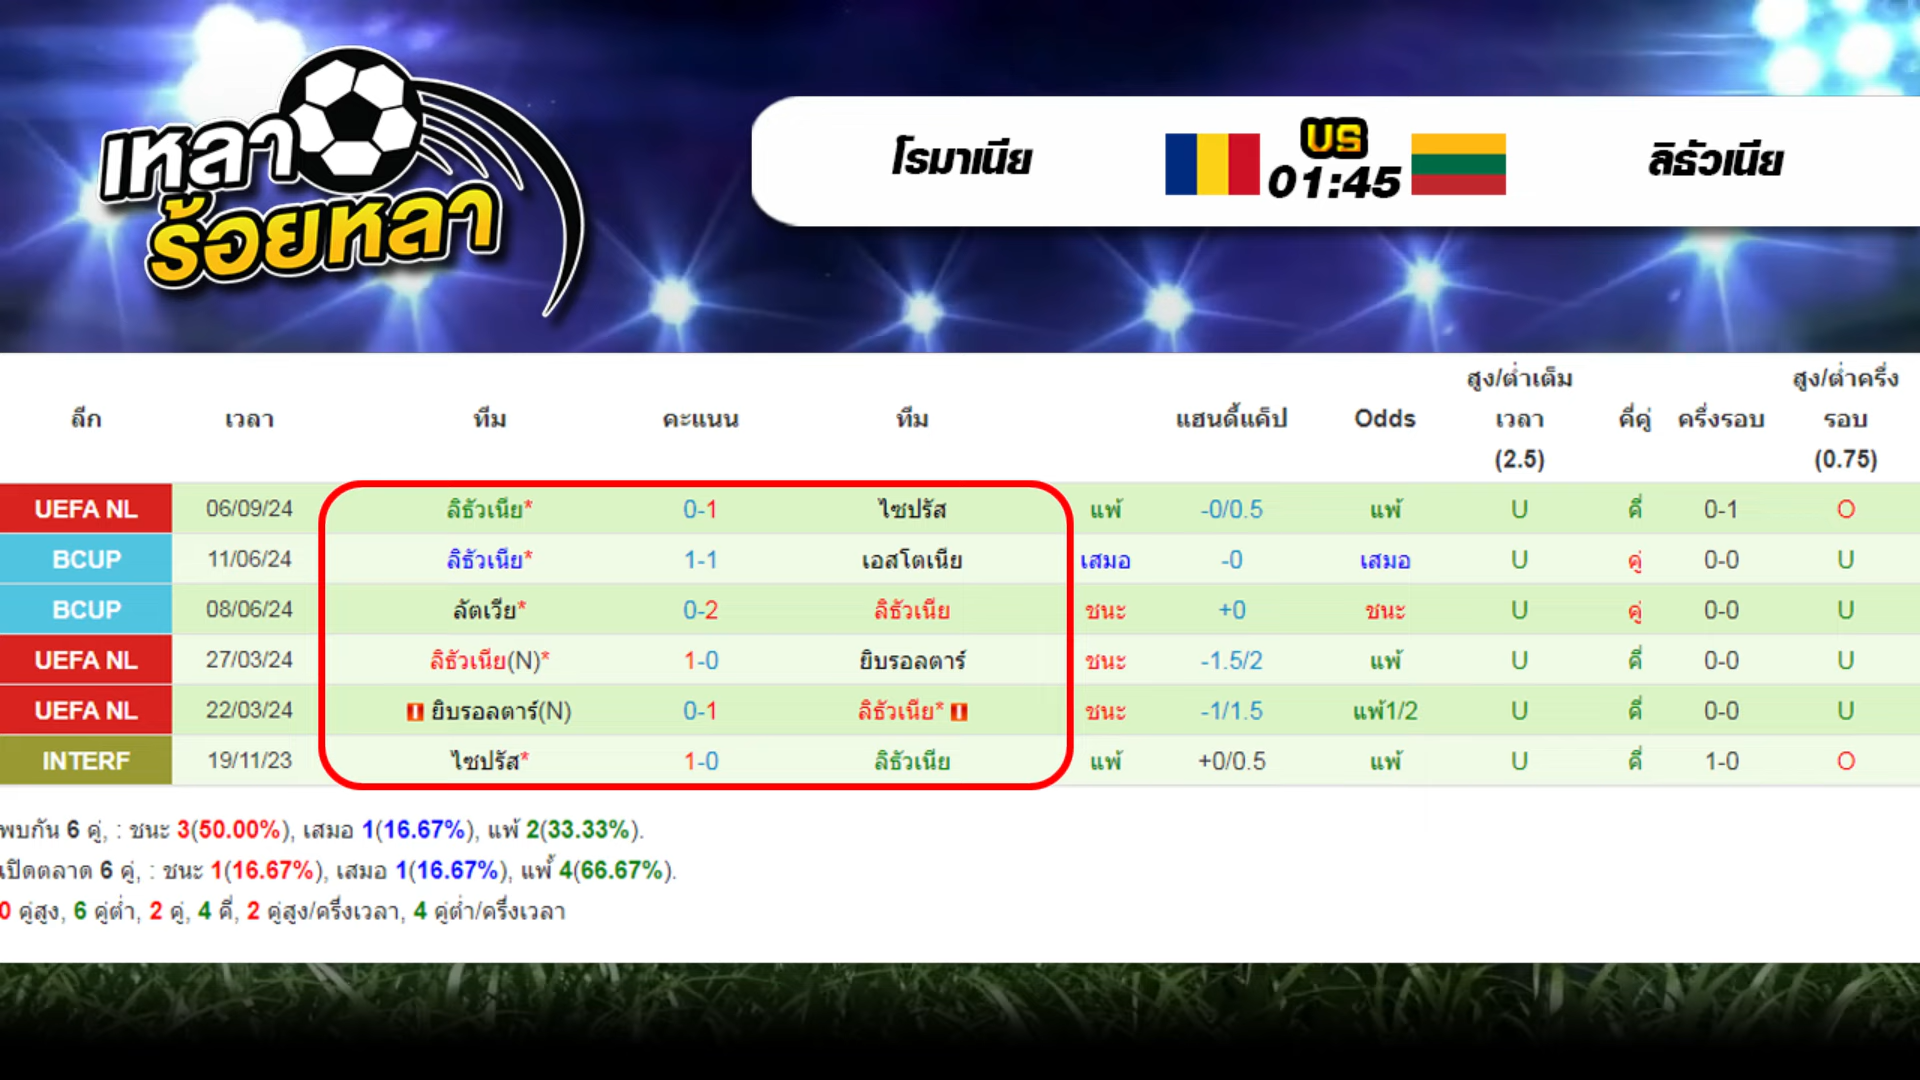 เหลา
ร้อยหลา
โรมาเนีย
US
01:45
ลิธัวเนีย
ลีก เวลา ทีม คะแนน ทีม แฮนดี้แค็ป Odds สูง/ต่ำเต็มเวลา (2.5) คี่คู่ ครึ่งรอบ สูง/ต่ำครึ่งรอบ (0.75)
UEFA NL 06/09/24 ลิธัวเนีย* 0-1 ไซปรัส แพ้ -0/0.5 แพ้ U คี่ 0-1 O
BCUP 11/06/24 ลิธัวเนีย* 1-1 เอสโตเนีย เสมอ -0 เสมอ U คู่ 0-0 U
BCUP 08/06/24 ลัตเวีย* 0-2 ลิธัวเนีย ชนะ +0 ชนะ U คู่ 0-0 U
UEFA NL 27/03/24 ลิธัวเนีย(N)* 1-0 ยิบรอลตาร์ ชนะ -1.5/2 แพ้ U คี่ 0-0 U
UEFA NL 22/03/24 ยิบรอลตาร์(N) 0-1 ลิธัวเนีย* ชนะ -1/1.5 แพ้1/2 U คี่ 0-0 U
INTERF 19/11/23 ไซปรัส* 1-0 ลิธัวเนีย แพ้ +0/0.5 แพ้ U คี่ 1-0 O
พบกัน 6 คู่, : ชนะ 3(50.00%), เสมอ 1(16.67%), แพ้ 2(33.33%).
เปิดตลาด 6 คู่, : ชนะ 1(16.67%), เสมอ 1(16.67%), แพ้ 4(66.67%).
0 คู่สูง, 6 คู่ต่ำ, 2 คู่, 4 คี่, 2 คู่สูง/ครึ่งเวลา, 4 คู่ต่ำ/ครึ่งเวลา